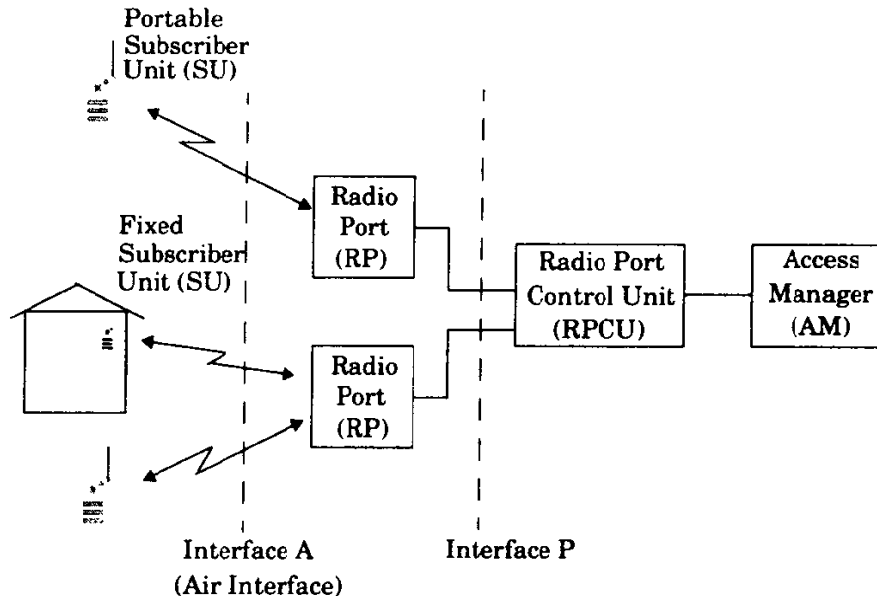 Portable
Subscriber
Unit (SU)
Radio
Port
(RP)
Fixed
Subscriber
Unit (SU)
Radio Port
Control Unit
(RPCU)
Access
Manager
(AM)
Radio
Port
(RP)
Interface A
(Air Interface)
Interface P